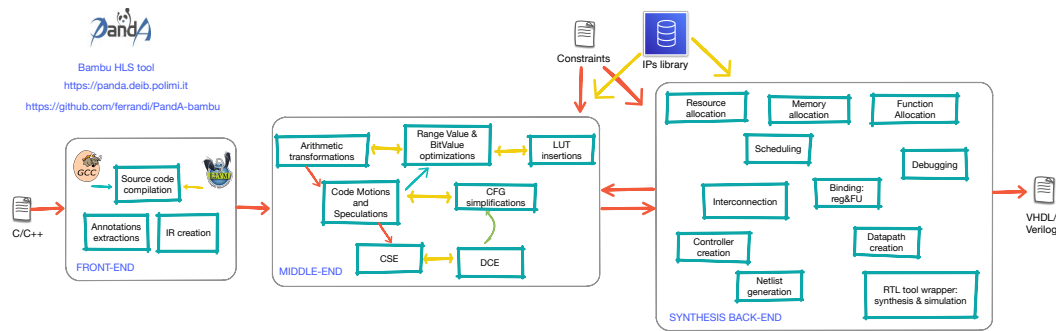 PandA
Bambu HLS tool
https://panda.deib.polimi.it
https://github.com/ferrandi/PandA-bambu
Constraints
IPs library
C/C++
GCC
Source code
compilation
Annotations
extractions
IR creation
FRONT-END
Arithmetic
transformations
Range Value &
BitValue
optimizations
LUT
insertions
Code Motions
and
Speculations
CFG
simplifications
CSE
DCE
MIDDLE-END
Resource
allocation
Memory
allocation
Function
Allocation
Scheduling
Debugging
Interconnection
Binding:
reg&FU
Controller
creation
Datapath
creation
Netlist
generation
RTL tool wrapper:
synthesis & simulation
SYNTHESIS BACK-END
VHDL/
Verilog